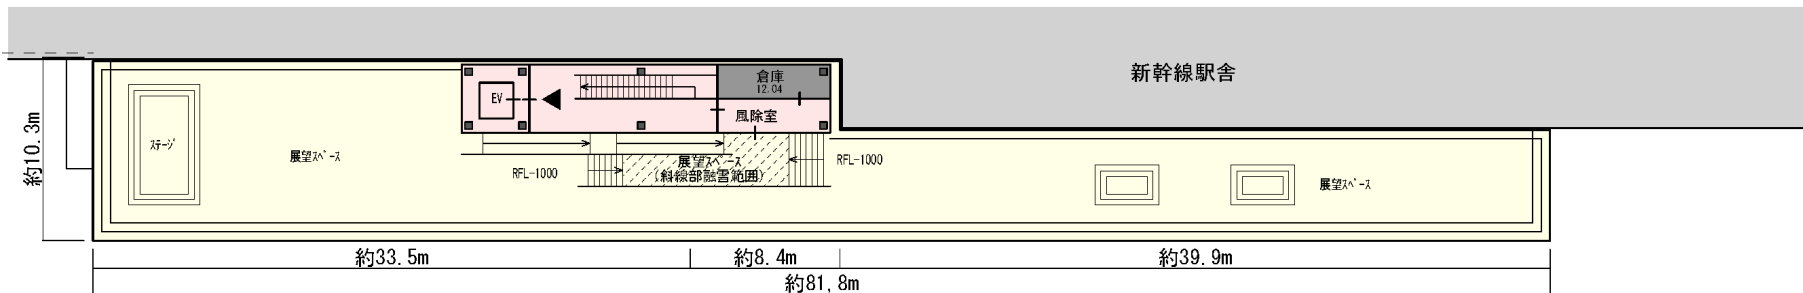 新幹線駅舎
倉庫
12.04
EV
風除室
ｽﾃｰｼﾞ
展望ｽﾍﾟｰｽ
RFL-1000
展望ｽﾍﾟｰｽ
(斜線部融雪範囲)
RFL-1000
展望ｽﾍﾟｰｽ
約10.3m
約33.5m
約8.4m
約39.9m
約81,8m